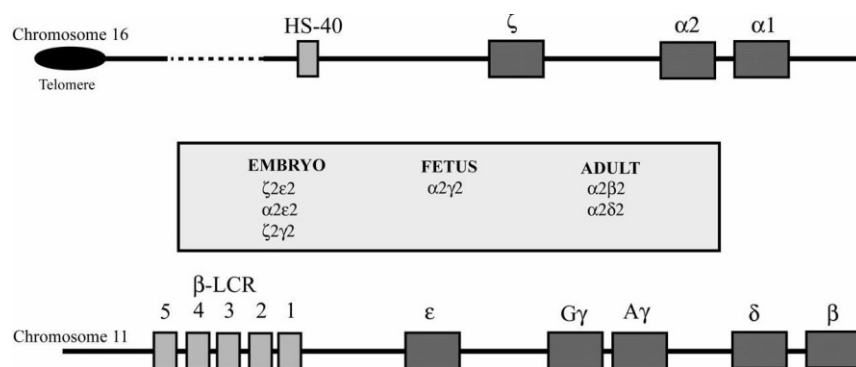 HS-40 ζ α2 α1
Chromosome 16
Telomere
EMBRYO FETUS ADULT
ζ2ε2 α2γ2 α2β2
α2ε2 α2δ2
ζ2γ2
β-LCR
5 4 3 2 1 ε Gγ Aγ δ β
Chromosome 11